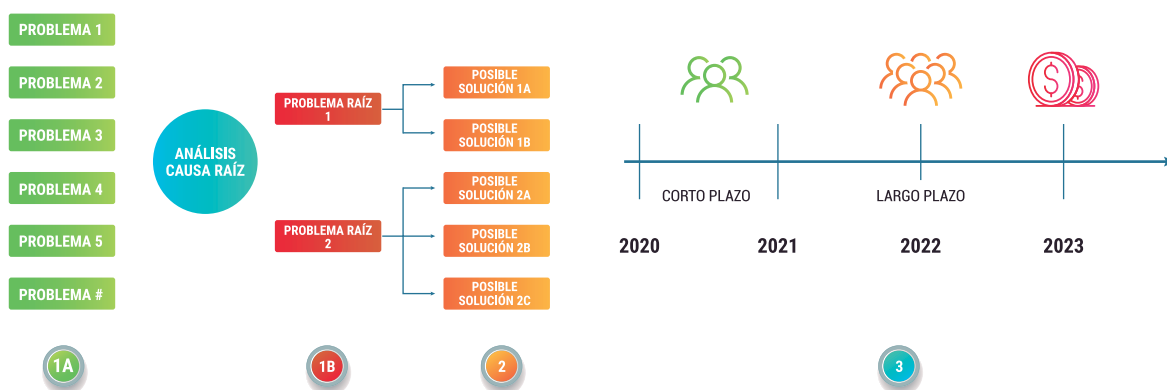 PROBLEMA 1
PROBLEMA 2
PROBLEMA 3
PROBLEMA 4
PROBLEMA 5
PROBLEMA #
ANÁLISIS
CAUSA RAÍZ
PROBLEMA RAÍZ
1
PROBLEMA RAÍZ
2
POSIBLE
SOLUCIÓN 1A
POSIBLE
SOLUCIÓN 1B
POSIBLE
SOLUCIÓN 2A
POSIBLE
SOLUCIÓN 2B
POSIBLE
SOLUCIÓN 2C
$
$
CORTO PLAZO
LARGO PLAZO
2020
2021
2022
2023
1A
1B
2
3